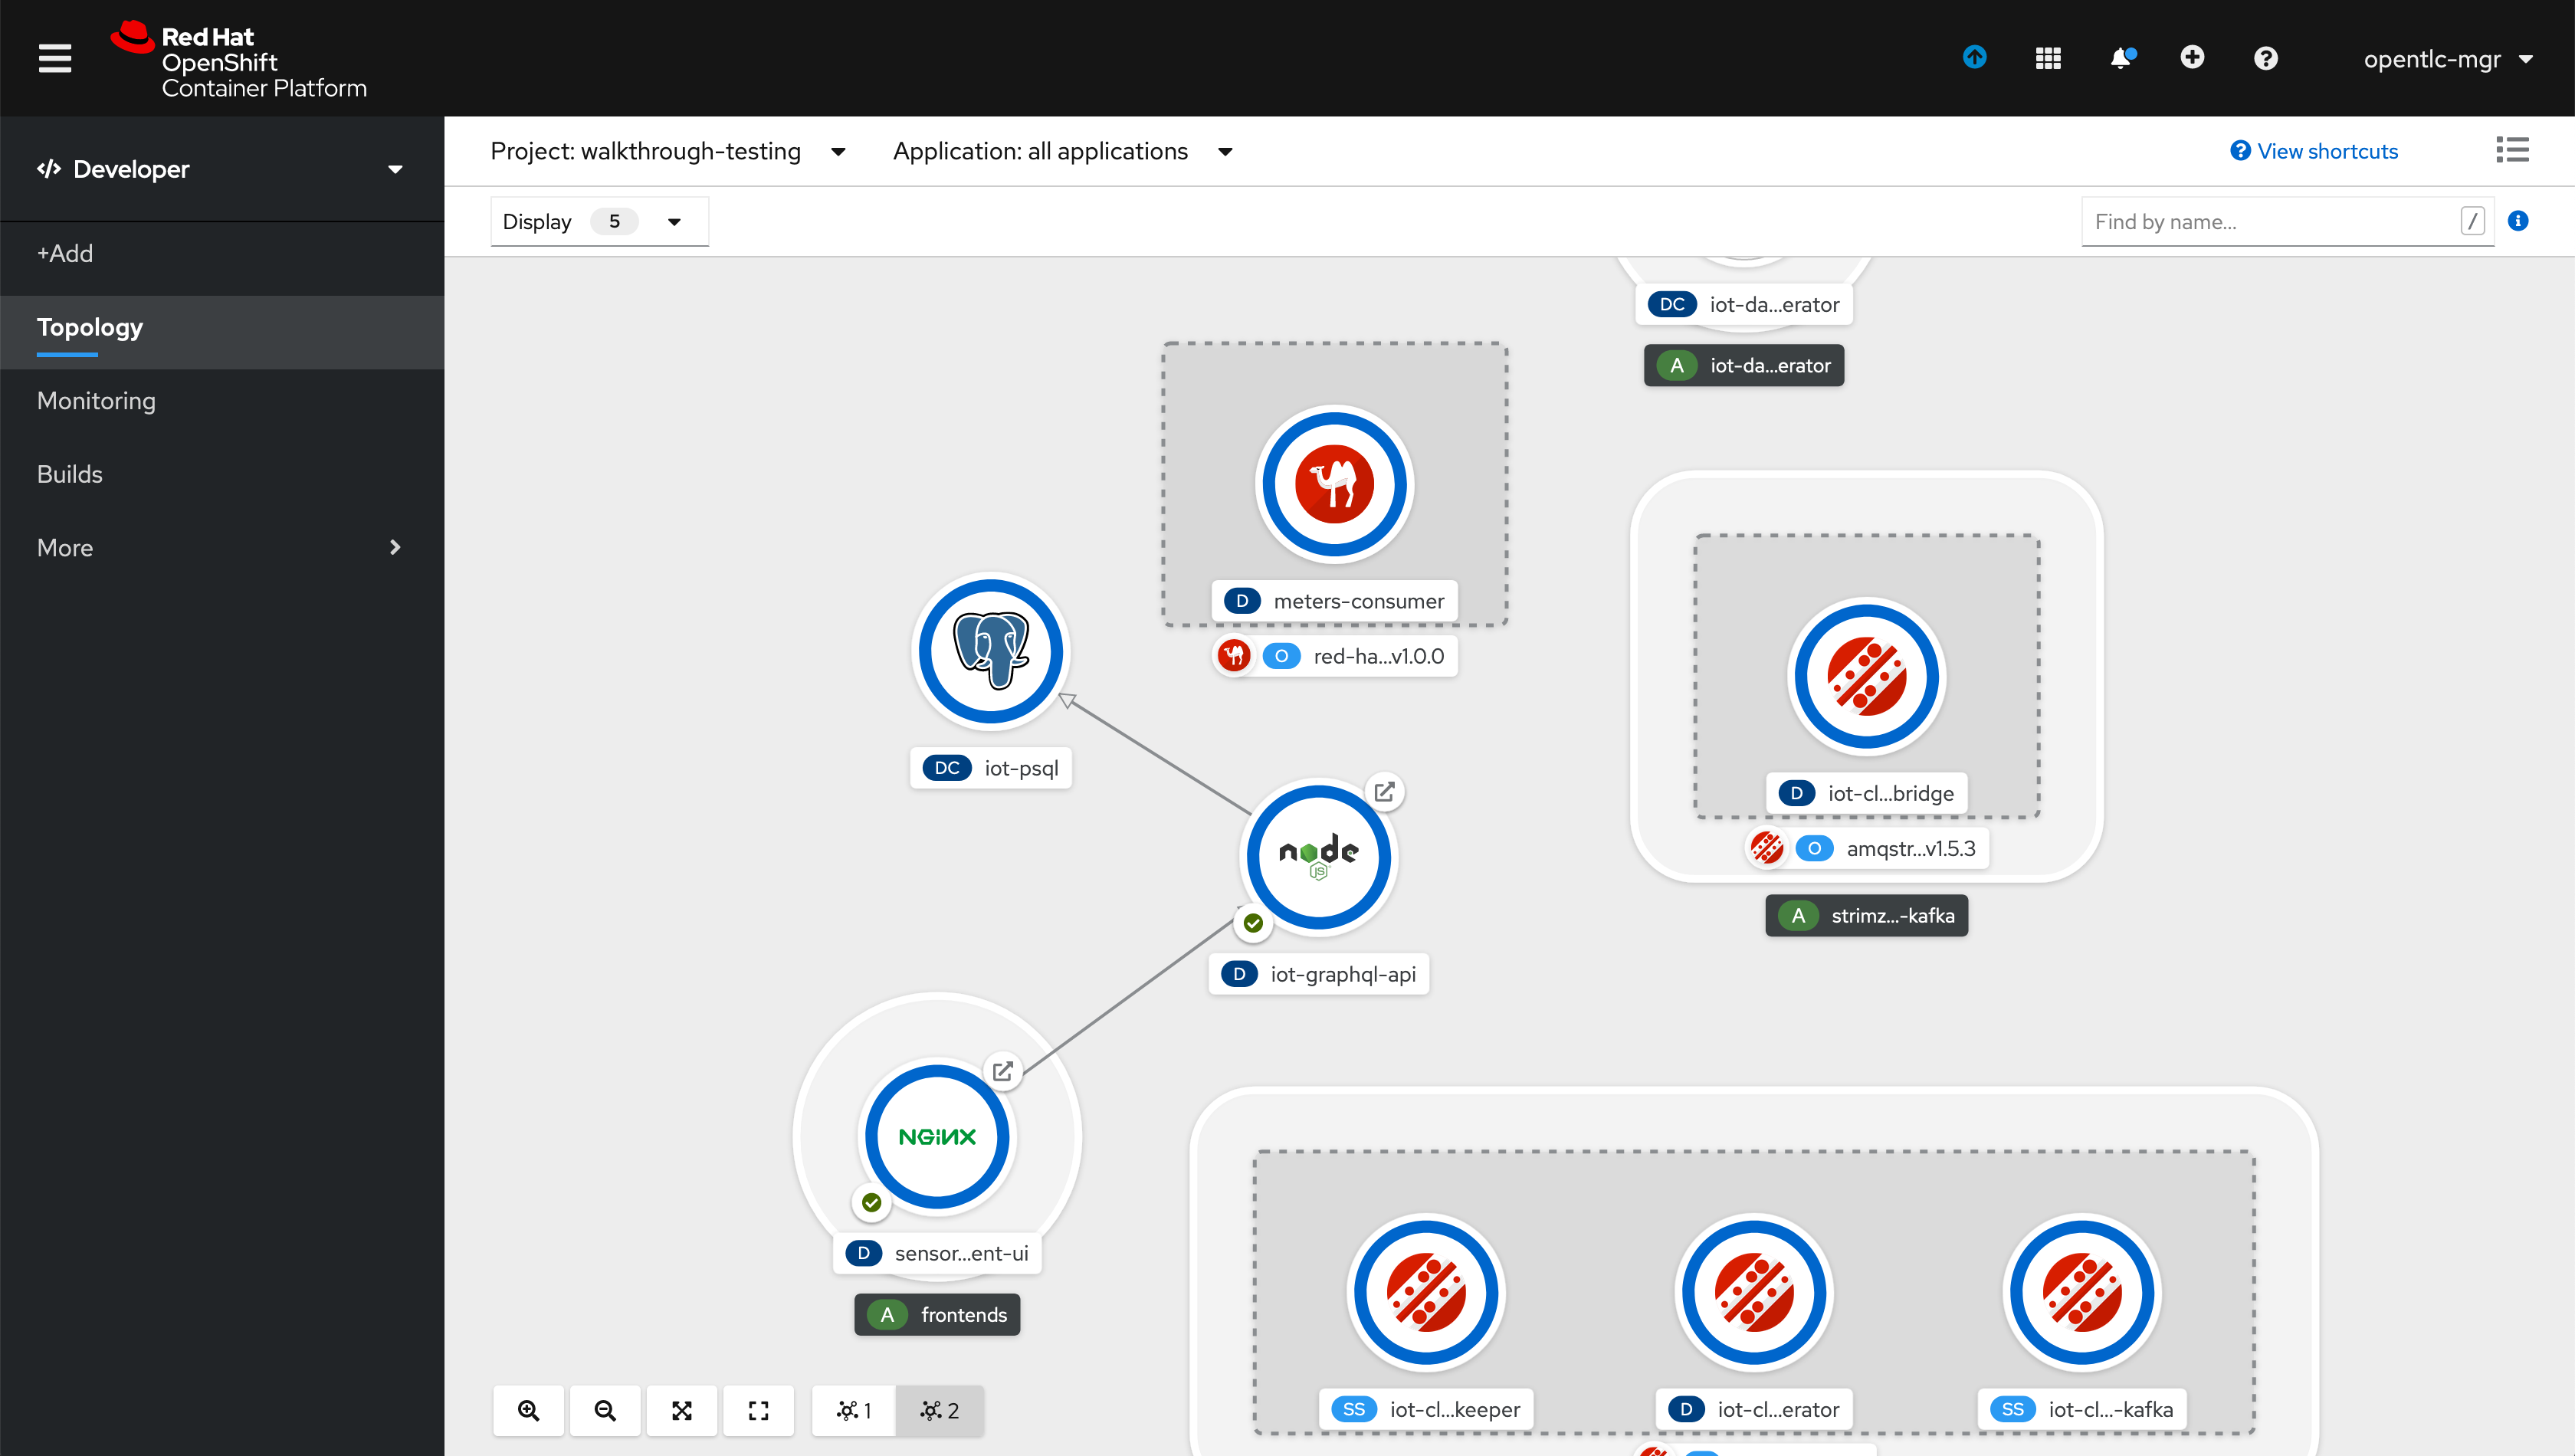 Red Hat
OpenShift
Container Platform
opentlc-mgr
Developer
+Add
Topology
Monitoring
Builds
More
Project: walkthrough-testing
Application: all applications
View shortcuts
Display 5
Find by name...
/
DC iot-da...erator
A iot-da...erator
D meters-consumer
O red-ha...v1.0.0
DC iot-psql
D iot-cl...bridge
O amqstr...v1.5.3
A strimz...-kafka
node
JS
D iot-graphql-api
NGINX
D sensor...ent-ui
A frontends
SS iot-cl...keeper
D iot-cl...erator
SS iot-cl...-kafka
1
2